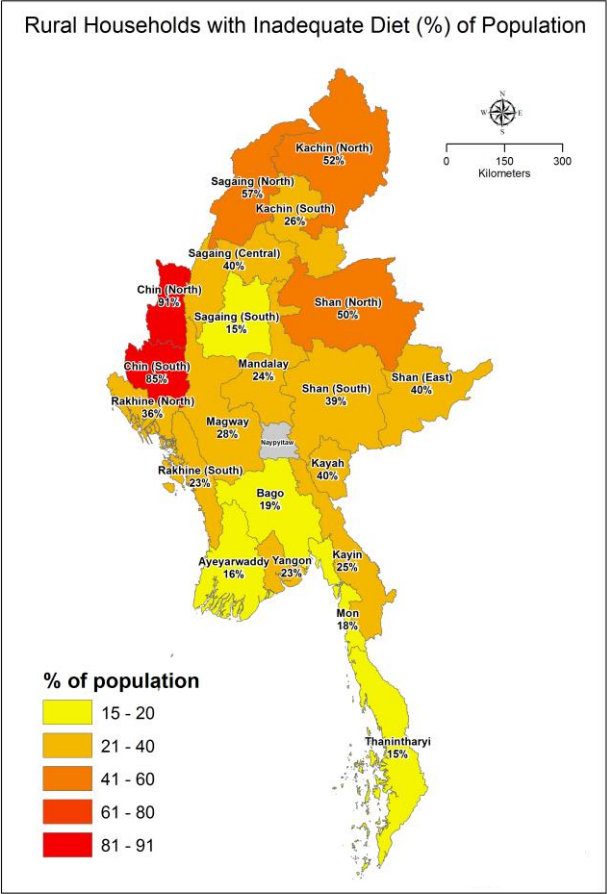 Rural Households with Inadequate Diet (%) of Population
N
W E
S
0 150 300
Kilometers
Kachin (North)
52%
Sagaing (North)
57%
Kachin (South)
26%
Sagaing (Central)
40%
Chin (North)
91%
Shan (North)
50%
Sagaing (South)
15%
Chin (South)
85%
Mandalay
24%
Shan (East)
40%
Shan (South)
39%
Rakhine (North)
36%
Magway
28%
Naypyitaw
Kayah
40%
Rakhine (South)
23%
Bago
19%
Ayeyarwaddy
16%
Yangon
23%
Kayin
25%
Mon
18%
Thanintharyi
15%
% of population
15 - 20
21 - 40
41 - 60
61 - 80
81 - 91